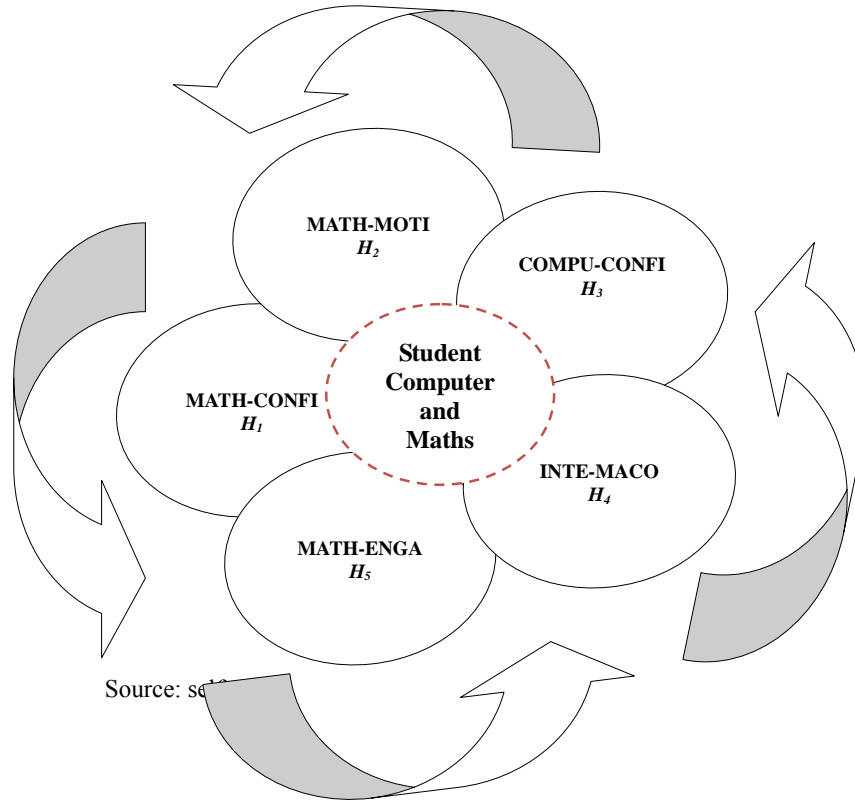 MATH-MOTI
H₂
COMPU-CONFI
H₃
Student
Computer
and
Maths
MATH-CONFI
H₁
INTE-MACO
H₄
MATH-ENGA
H₅
Source: